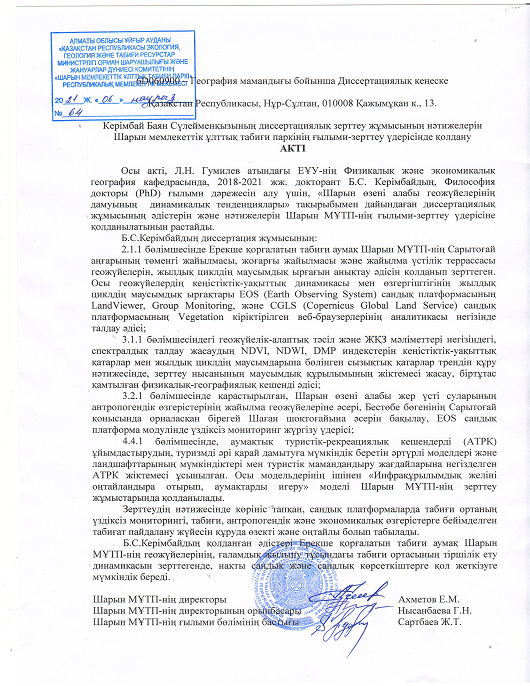 АЛМАТЫ ОБЛЫСЫ ҰЙҒЫР АУДАНЫ
«ҚАЗАҚСТАН РЕСПУБЛИКАСЫ ЭКОЛОГИЯ,
ГЕОЛОГИЯ ЖӘНЕ ТАБИҒИ РЕСУРСТАР
МИНИСТРЛІГІ ОРМАН ШАРУАШЫЛЫҒЫ ЖӘНЕ
ЖАНУАРЛАР ДҮНИЕСІ КОМИТЕТІНІҢ
«ШАРЫН МЕМЛЕКЕТТІК ҰЛТТЫҚ ТАБИҒИ ПАРКІ»
РЕСПУБЛИКАЛЫҚ МЕМЛЕКЕТТІК МЕКЕМЕСІ
2021 Ж. «06» наурыз
№ 64
6D060900 – География мамандығы бойынша Диссертациялық кеңеске
Қазақстан Республикасы, Нұр-Сұлтан, 010008 Қажымұқан к., 13.
Керімбай Баян Сүлейменқызының диссертациялық зерттеу жұмысының нәтижелерін
Шарын мемлекеттік ұлттық табиғи паркінің ғылыми-зерттеу үдерісінде қолдану
АКТІ
Осы акті, Л.Н. Гумилев атындағы ЕҰУ-нің Физикалық және экономикалық
география кафедрасында, 2018-2021 жж. докторант Б.С. Керімбайдың, Философия
докторы (PhD) ғылыми дәрежесін алу үшін, «Шарын өзені алабы геожүйелерінің
дамуының динамикалық тенденциялары» тақырыбымен дайындаған диссертациялық
жұмысының әдістерін және нәтижелерін Шарын МҰТП-нің ғылыми-зерттеу үдерісіне
қолданылатынын растайды.
Б.С.Керімбайдың диссертация жұмысының:
2.1.1 бөлімшесінде Ерекше қорғалатын табиғи аумақ Шарын МҰТП-нің Сарытоғай
аңғарының төменгі жайылмасы, жоғарғы жайылмасы және жайылма үстілік террассасы
геожүйелерін, жылдық циклдің маусымдық ырғағын анықтау әдісін қолданып зерттеген.
Осы геожүйелердің кеңістіктік-уақыттық динамикасы мен өзгергіштігінің жылдық
циклдің маусымдық ырғақтары EOS (Earth Observing System) сандық платформасының
LandViewer, Group Monitoring, және CGLS (Copernicus Global Land Service) сандық
платформасының Vegetation кіріктірілген веб-браузерлерінің аналитикасы негізінде
талдау әдісі;
3.1.1 бөлімшесіндегі геожүйелік-алаптық тәсіл және ЖҚЗ мәліметтері негізіндегі,
спектралдық талдау жасаудың NDVI, NDWI, DMP индекстерін кеңістіктік-уақыттық
қатарлар мен жылдық циклдің маусымдарына бөлінген сызықтық қатарлар трендін құру
нәтижесінде, зерттеу нысанының маусымдық құрылымының жіктемесі жасау, біртұтас
қамтылған физикалық-географиялық кешенді әдісі;
3.2.1 бөлімшесінде қарастырылған, Шарын өзені алабы жер үсті суларының
антропогендік өзгерістерінің жайылма геожүйелеріне әсері, Бестөбе бөгенінің Сарытоғай
қонысында орналасқан бірегей Шаған шоқтоғайына әсерін бақылау, EOS сандық
платформа модулінде үздіксіз мониторинг жүргізу үдерісі;
4.4.1 бөлімшесінде, аумақтық туристік-рекреациялық кешендерді (АТРК)
ұйымдастырудың, туризмді әрі қарай дамытуға мүмкіндік беретін әртүрлі моделдері және
ландшафттарының мүмкіндіктері мен туристік мамандандыру жағдайларына негізделген
АТРК жіктемесі ұсынылған. Осы модельдерінің ішінен «Инфрақұрылымдық желіні
оңтайландыра отырып, аумақтарды игеру» моделі Шарын МҰТП-нің зерттеу
жұмыстарында қолданылады.
Зерттеудің нәтижесінде көрініс тапқан, сандық платформаларда табиғи ортаның
үздіксіз мониторингі, табиғи, антропогендік және экономикалық өзгерістерге бейімделген
табиғат пайдалану жүйесін құруда өзекті және оңтайлы болып табылады.
Б.С.Керімбайдың қолданған әдістері Ерекше қорғалатын табиғи аумақ Шарын
МҰТП-нің геожүйелерінің, ғаламдық жылыну тұсындағы табиғи ортасының тіршілік ету
динамикасын зерттегенде, нақты сандық және сапалық көрсеткіштерге қол жеткізуге
мүмкіндік береді.
Шарын МҰТП-нің директоры Ахметов Е.М.
Шарын МҰТП-нің директорының орынбасары Нысанбаева Г.Н.
Шарын МҰТП-нің ғылыми бөлімінің бастығы Сартбаев Ж.Т.